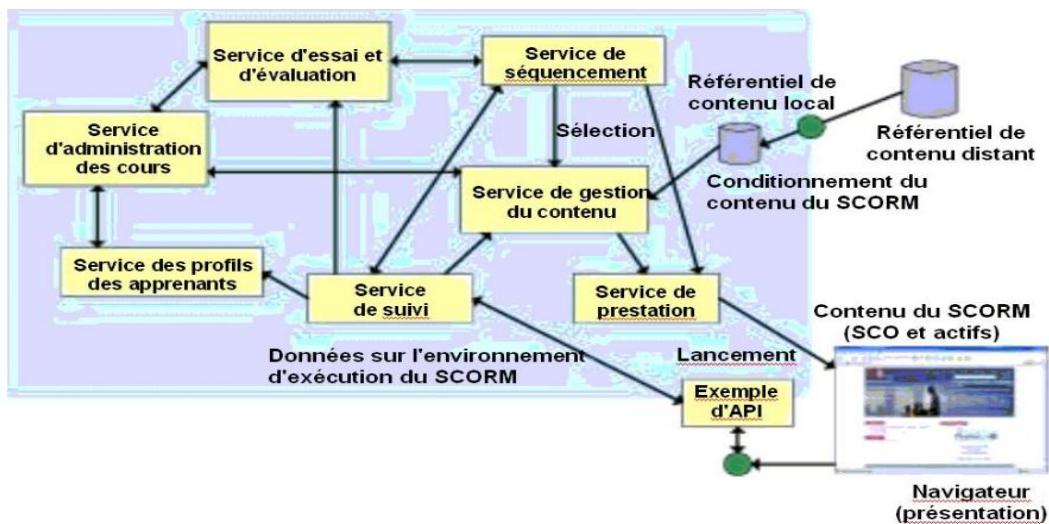 Service d'essai et
d'évaluation
Service de
séquencement
Référentiel de
contenu local
Référentiel de
contenu distant
Service
d'administration
des cours
Sélection
Service de gestion
du contenu
Conditionnement du
contenu du SCORM
Service des profils
des apprenants
Service
de suivi
Service de
prestation
Contenu du SCORM
(SCO et actifs)
Données sur l'environnement
d'exécution du SCORM
Lancement
Exemple
d'API
Navigateur
(présentation)